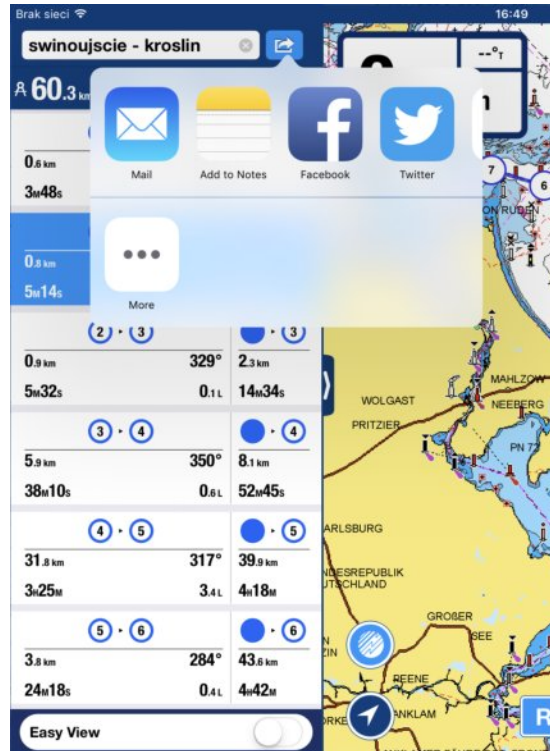 Brak sieci 16:49
swinoujscie - kroslin
--°T
60.3 km
Mail Add to Notes Facebook Twitter
More
0.6 km
3M48s
0.8 km
5M14s
2 3 3
0.9 km 329° 2.3 km
5M32s 0.1 L 14M34s
3 4 4
5.9 km 350° 8.1 km
38M10s 0.6 L 52M45s
4 5 5
31.8 km 317° 39.9 km
3H25M 3.4 L 4H18M
5 6 6
3.8 km 284° 43.6 km
24M18s 0.4 L 4H42M
Easy View
7 6
ON RUDEN
MAHLZOW
WOLGAST
NEEBERG
PRITZIER
PN 72
ARLSBURG
NDESREPUBLIK
UTSCHLAND
GROßER
SEE
ZIN
PEENE
ANKLAM
R